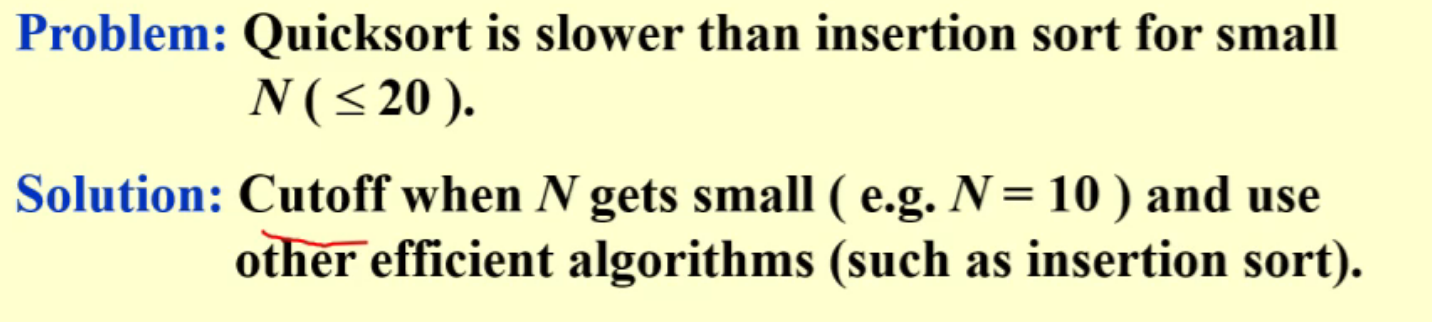 Problem: Quicksort is slower than insertion sort for small
N ( ≤ 20 ).
Solution: Cutoff when N gets small ( e.g. N = 10 ) and use
other efficient algorithms (such as insertion sort).